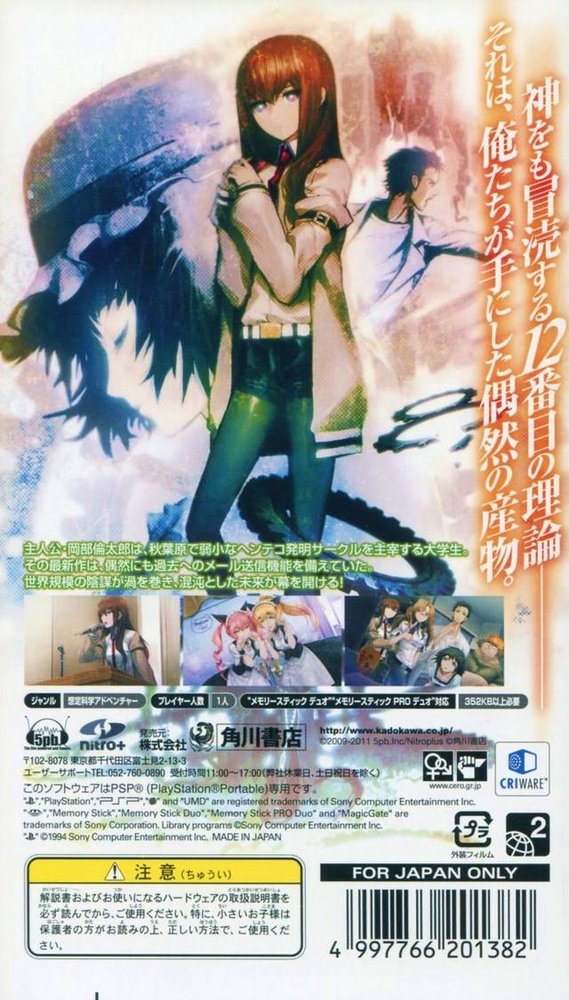 神をも冒涜する12番目の理論
それは、俺たちが手にした偶然の産物。
主人公・岡部倫太郎は、秋葉原で弱小なヘンテコ発明サークルを主宰する大学生。
その最新作は、偶然にも過去へのメール送信機能を備えていた。
世界規模の陰謀が渦を巻き、混沌とした未来が幕を開ける!
ジャンル 想定科学アドベンチャー プレイヤー人数 1人 "メモリースティック デュオ""メモリースティック PRO デュオ"対応 352KB以上必要
5pb. nitro+ 発売元: 株式会社 角川書店 http://www.kadokawa.co.jp/
©2009-2011 5pb.Inc/Nitroplus ©角川書店
〒102-8078 東京都千代田区富士見2-13-3
ユーザーサポートTEL:052-760-0890 受付時間11:00〜17:00(弊社休業日、土日祝日を除く)
www.cero.gr.jp
CRIWARE™
このソフトウェアはPSP® (PlayStation®Portable)専用です。
"PlayStation", "PSP", and "UMD" are registered trademarks of Sony Computer Entertainment Inc.
"Memory Stick", "Memory Stick Duo", "Memory Stick PRO Duo" and "MagicGate" are
trademarks of Sony Corporation. Library programs ©Sony Computer Entertainment Inc.
©1994 Sony Computer Entertainment Inc. MADE IN JAPAN
プラ
外装フィルム
2
注意(ちゅうい)
解説書およびお使いになるハードウェアの取扱説明書を
必ず読んでから、ご使用ください。特に、小さいお子様は
保護者の方がお読みの上、正しい方法で、ご使用ください。
FOR JAPAN ONLY
4 997766 201382